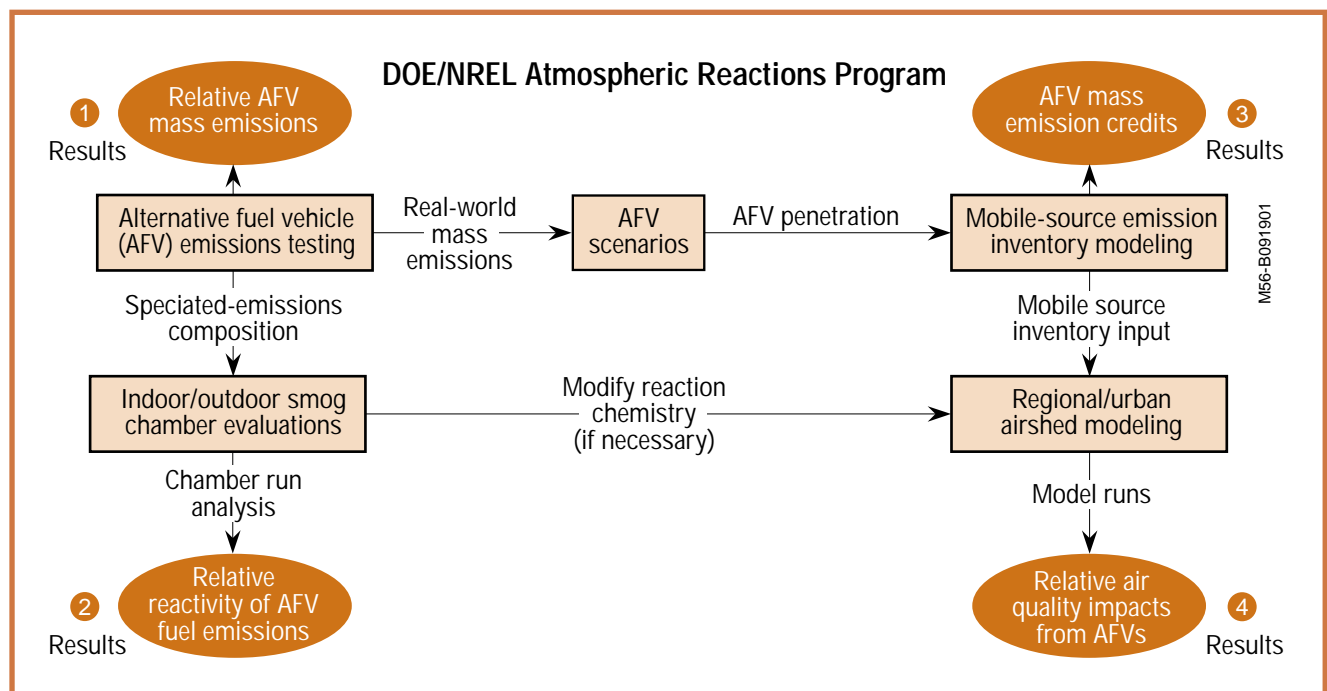 DOE/NREL Atmospheric Reactions Program
1
Results
Relative AFV
mass emissions
AFV mass
emission credits
3
Results
Alternative fuel vehicle
(AFV) emissions testing
Real-world
mass
emissions
AFV
scenarios
AFV penetration
Mobile-source emission
inventory modeling
M56-B091901
Speciated-emissions
composition
Mobile source
inventory input
Indoor/outdoor smog
chamber evaluations
Modify reaction
chemistry
(if necessary)
Regional/urban
airshed modeling
Chamber run
analysis
Model runs
2
Results
Relative
reactivity of AFV
fuel emissions
Relative air
quality impacts
from AFVs
4
Results